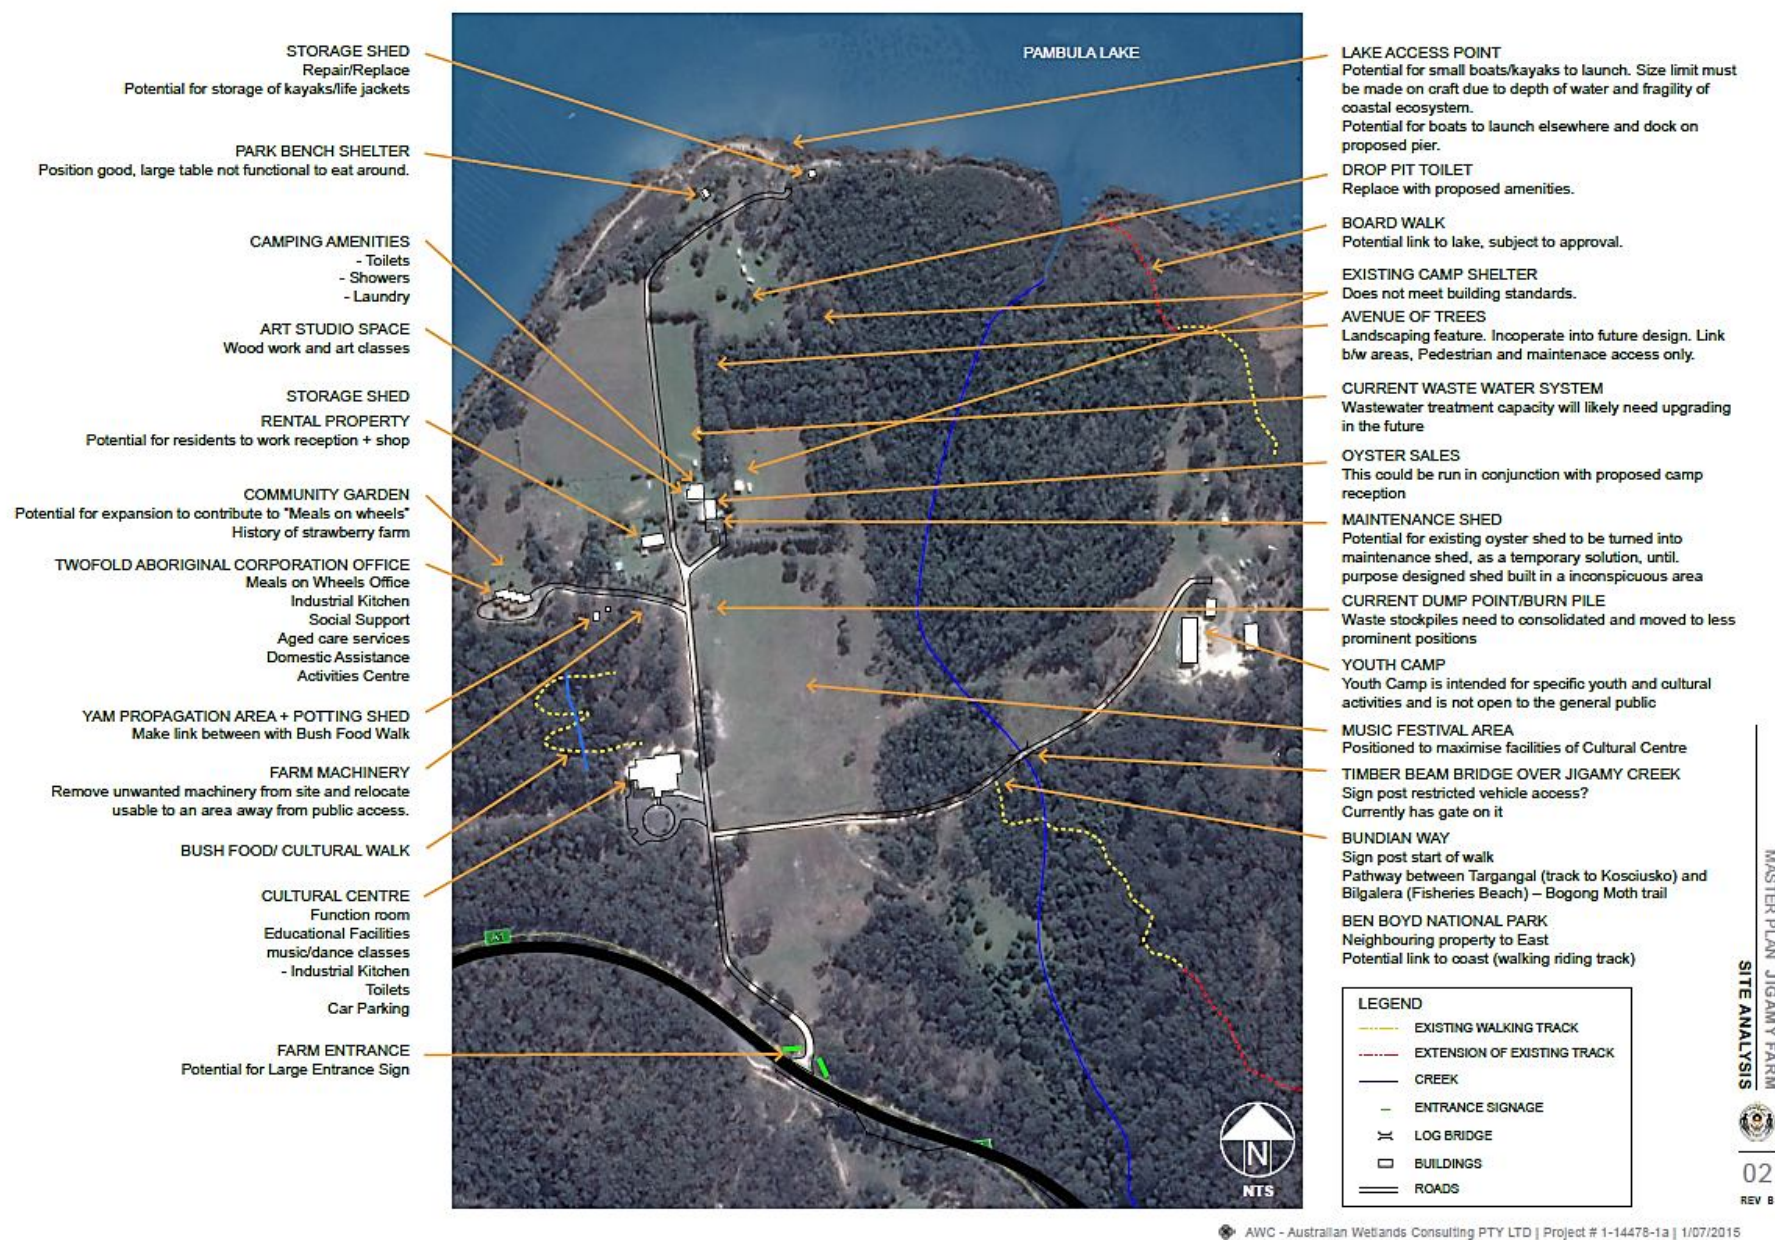 STORAGE SHED
Repair/Replace
Potential for storage of kayaks/life jackets
PARK BENCH SHELTER
Position good, large table not functional to eat around.
CAMPING AMENITIES
- Toilets
- Showers
- Laundry
ART STUDIO SPACE
Wood work and art classes
STORAGE SHED
RENTAL PROPERTY
Potential for residents to work reception + shop
COMMUNITY GARDEN
Potential for expansion to contribute to "Meals on wheels"
History of strawberry farm
TWOFOLD ABORIGINAL CORPORATION OFFICE
Meals on Wheels Office
Industrial Kitchen
Social Support
Aged care services
Domestic Assistance
Activities Centre
YAM PROPAGATION AREA + POTTING SHED
Make link between with Bush Food Walk
FARM MACHINERY
Remove unwanted machinery from site and relocate
usable to an area away from public access.
BUSH FOOD/ CULTURAL WALK
CULTURAL CENTRE
Function room
Educational Facilities
music/dance classes
- Industrial Kitchen
Toilets
Car Parking
FARM ENTRANCE
Potential for Large Entrance Sign
PAMBULA LAKE
A1
N
NTS
LAKE ACCESS POINT
Potential for small boats/kayaks to launch. Size limit must
be made on craft due to depth of water and fragility of
coastal ecosystem.
Potential for boats to launch elsewhere and dock on
proposed pier.
DROP PIT TOILET
Replace with proposed amenities.
BOARD WALK
Potential link to lake, subject to approval.
EXISTING CAMP SHELTER
Does not meet building standards.
AVENUE OF TREES
Landscaping feature. Incoperate into future design. Link
b/w areas, Pedestrian and maintenace access only.
CURRENT WASTE WATER SYSTEM
Wastewater treatment capacity will likely need upgrading
in the future
OYSTER SALES
This could be run in conjunction with proposed camp
reception
MAINTENANCE SHED
Potential for existing oyster shed to be turned into
maintenance shed, as a temporary solution, until.
purpose designed shed built in a inconspicuous area
CURRENT DUMP POINT/BURN PILE
Waste stockpiles need to consolidated and moved to less
prominent positions
YOUTH CAMP
Youth Camp is intended for specific youth and cultural
activities and is not open to the general public
MUSIC FESTIVAL AREA
Positioned to maximise facilities of Cultural Centre
TIMBER BEAM BRIDGE OVER JIGAMY CREEK
Sign post restricted vehicle access?
Currently has gate on it
BUNDIAN WAY
Sign post start of walk
Pathway between Targangal (track to Kosciusko) and
Bilgalera (Fisheries Beach) – Bogong Moth trail
BEN BOYD NATIONAL PARK
Neighbouring property to East
Potential link to coast (walking riding track)
LEGEND
EXISTING WALKING TRACK
EXTENSION OF EXISTING TRACK
CREEK
ENTRANCE SIGNAGE
LOG BRIDGE
BUILDINGS
ROADS
MASTER PLAN JIGAMY FARM
SITE ANALYSIS
02
REV B
AWC - Australian Wetlands Consulting PTY LTD | Project # 1-14478-1a | 1/07/2015